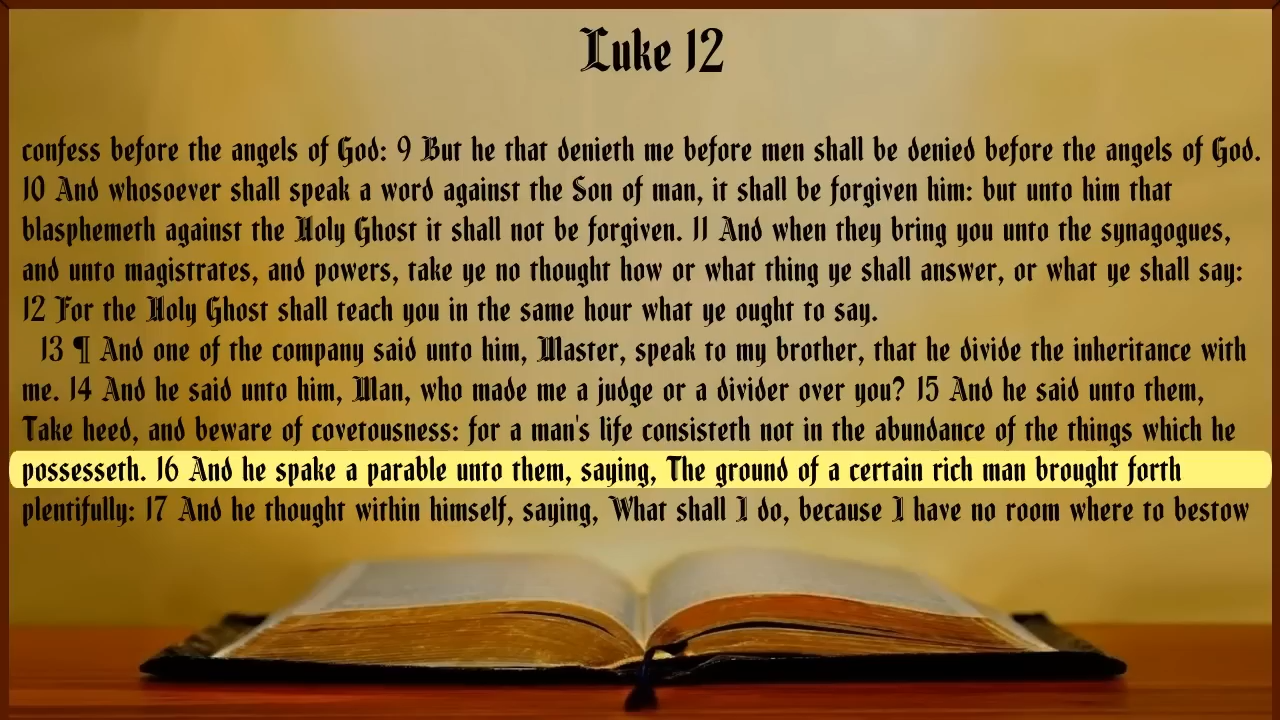 Luke 12
confess before the angels of God: 9 But he that denieth me before men shall be denied before the angels of God.
10 And whosoever shall speak a word against the Son of man, it shall be forgiven him: but unto him that
blasphemeth against the Holy Ghost it shall not be forgiven. 11 And when they bring you unto the synagogues,
and unto magistrates, and powers, take ye no thought how or what thing ye shall answer, or what ye shall say:
12 For the Holy Ghost shall teach you in the same hour what ye ought to say.
13 ¶ And one of the company said unto him, Master, speak to my brother, that he divide the inheritance with
me. 14 And he said unto him, Man, who made me a judge or a divider over you? 15 And he said unto them,
Take heed, and beware of covetousness: for a man's life consisteth not in the abundance of the things which he
possesseth. 16 And he spake a parable unto them, saying, The ground of a certain rich man brought forth
plentifully: 17 And he thought within himself, saying, What shall I do, because I have no room where to bestow